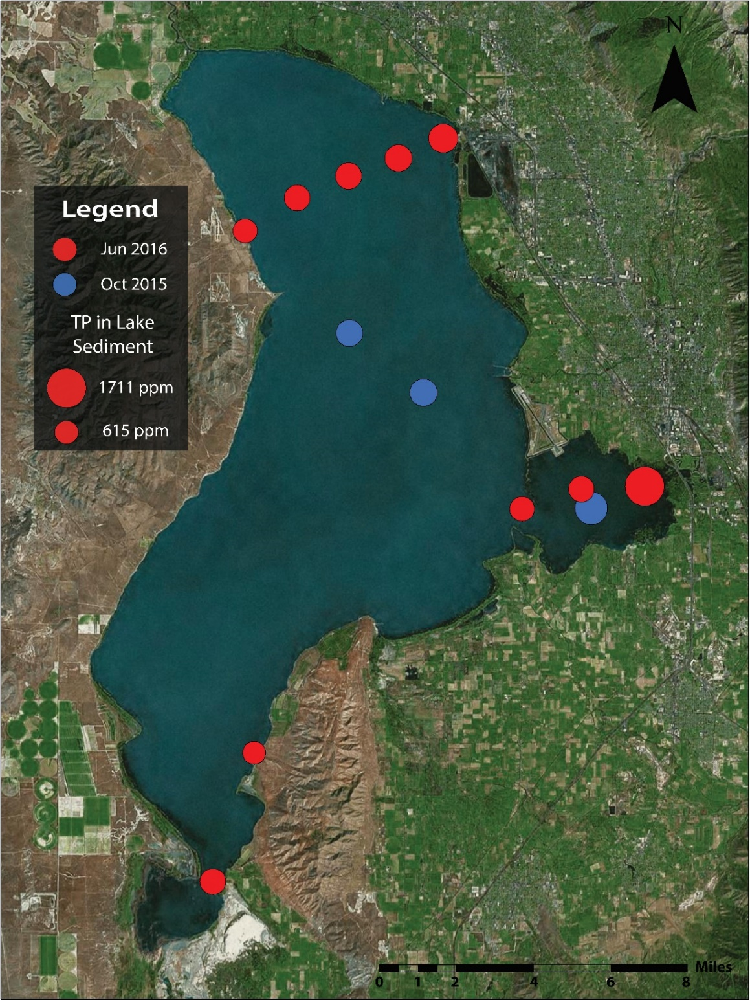 N
Legend
Jun 2016
Oct 2015
TP in Lake
Sediment
1711 ppm
615 ppm
Miles
0 1 2 4 6 8